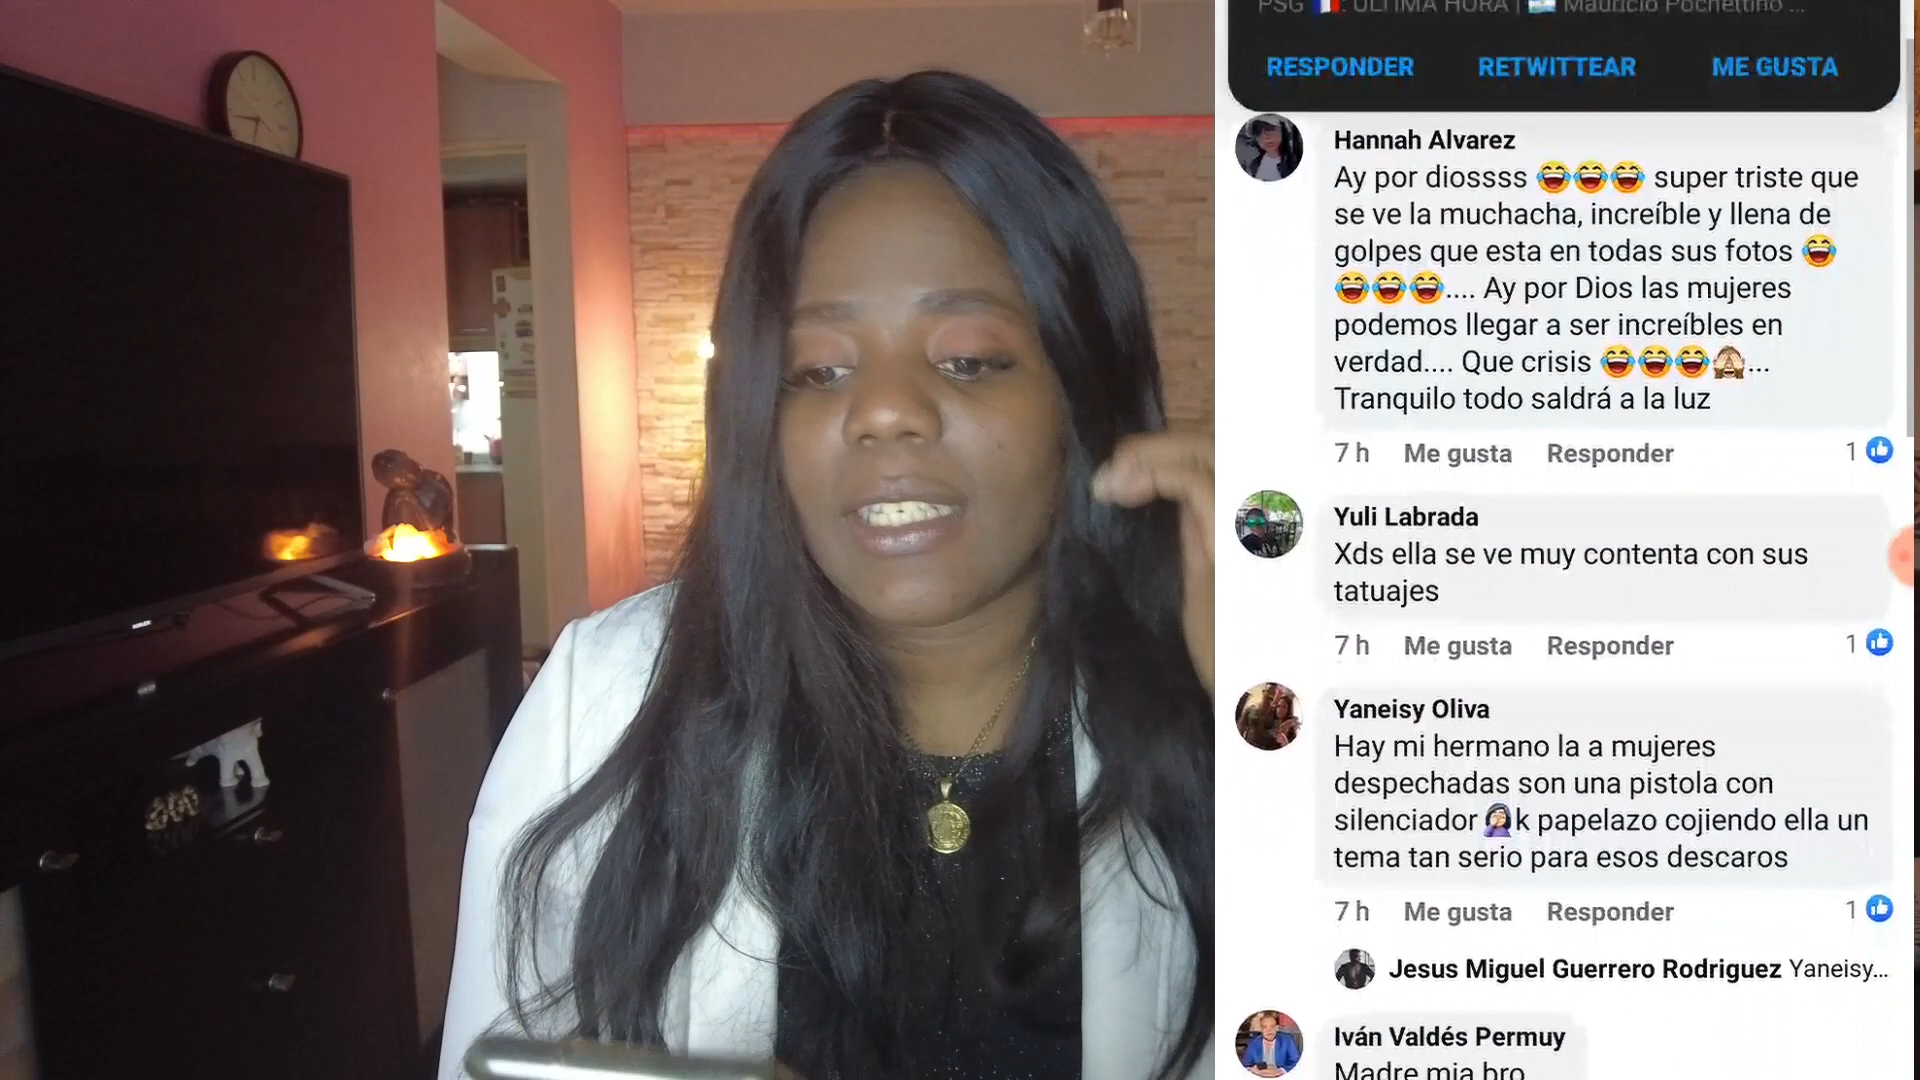 PSG 🇫🇷: ÚLTIMA HORA | 🇦🇷 Mauricio Pochettino ...
RESPONDER RETWITTEAR ME GUSTA
Hannah Alvarez
Ay por diossss 😂😂😂 super triste que
se ve la muchacha, increíble y llena de
golpes que esta en todas sus fotos 😂
😂😂😂.... Ay por Dios las mujeres
podemos llegar a ser increíbles en
verdad.... Que crisis 😂😂😂🙈...
Tranquilo todo saldrá a la luz
7 h Me gusta Responder 1
Yuli Labrada
Xds ella se ve muy contenta con sus
tatuajes
7 h Me gusta Responder 1
Yaneisy Oliva
Hay mi hermano la a mujeres
despechadas son una pistola con
silenciador 🤦k papelazo cojiendo ella un
tema tan serio para esos descaros
7 h Me gusta Responder 1
Jesus Miguel Guerrero Rodriguez Yaneisy...
Iván Valdés Permuy
Madre mia bro